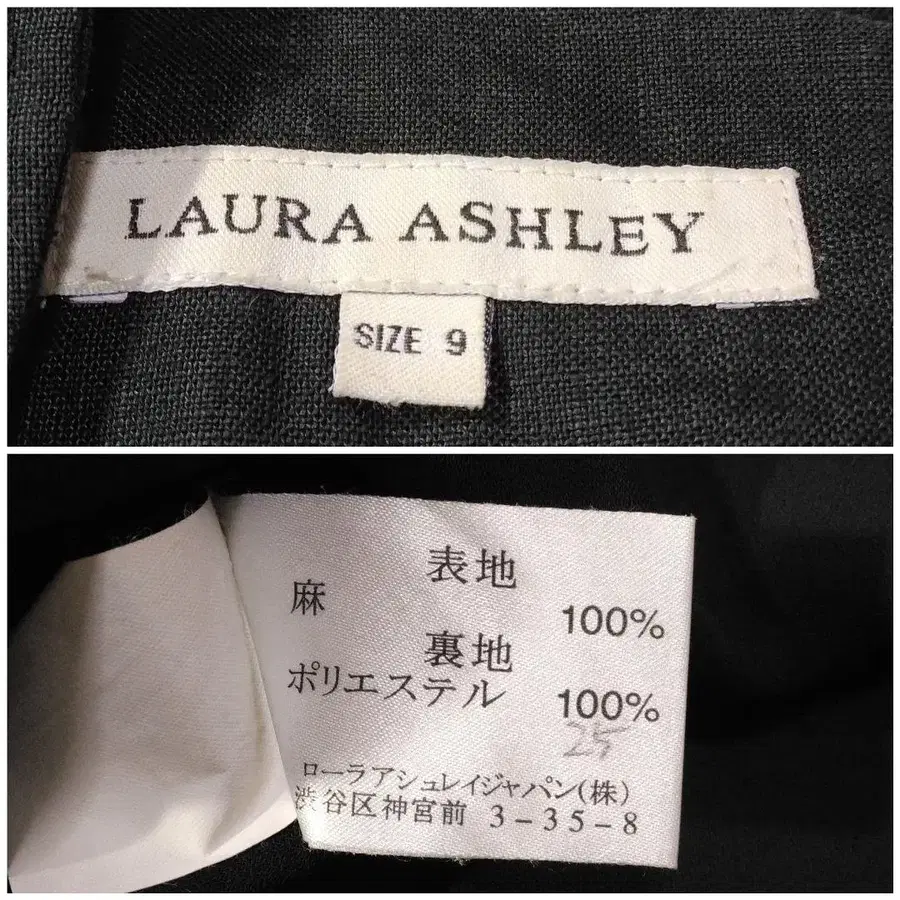 LAURA ASHLEY
SIZE 9
表地
麻 100%
裏地
ポリエステル 100%
25
ローラアシュレイジャパン(株)
渋谷区神宮前 3-35-8